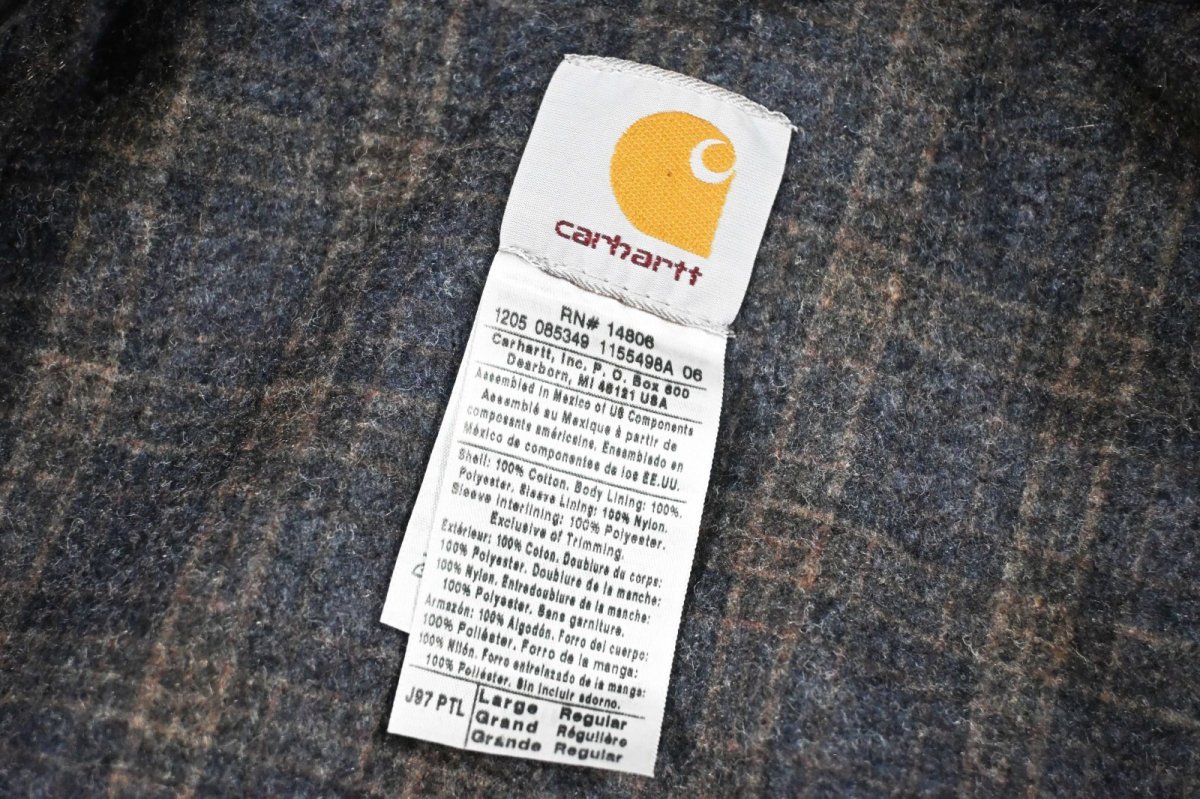 carhartt
RN# 14806
1205 085349 1155498A 06
Carhartt, Inc. P. O. Box 600
Dearborn, MI 48121 USA
Assembled in Mexico of US Components
Assemblé au Mexique à partir de
composants américains. Ensamblado en
México de componentes de los EE.UU.
Shell: 100% Cotton. Body Lining: 100%
Polyester. Sleeve Lining: 100% Nylon.
Sleeve Interlining: 100% Polyester.
Exclusive of Trimming.
Extérieur: 100% Coton. Doublure du corps:
100% Polyester. Doublure de la manche:
100% Nylon. Entredoublure de la manche:
100% Polyester. Sans garniture.
Armazón: 100% Algodón. Forro del cuerpo:
100% Poliéster. Forro de la manga:
100% Nilón. Forro entrelazado de la manga:
100% Poliéster. Sin incluir adorno.
J97 PTL
Large Regular
Grand Régulière
Grande Regular